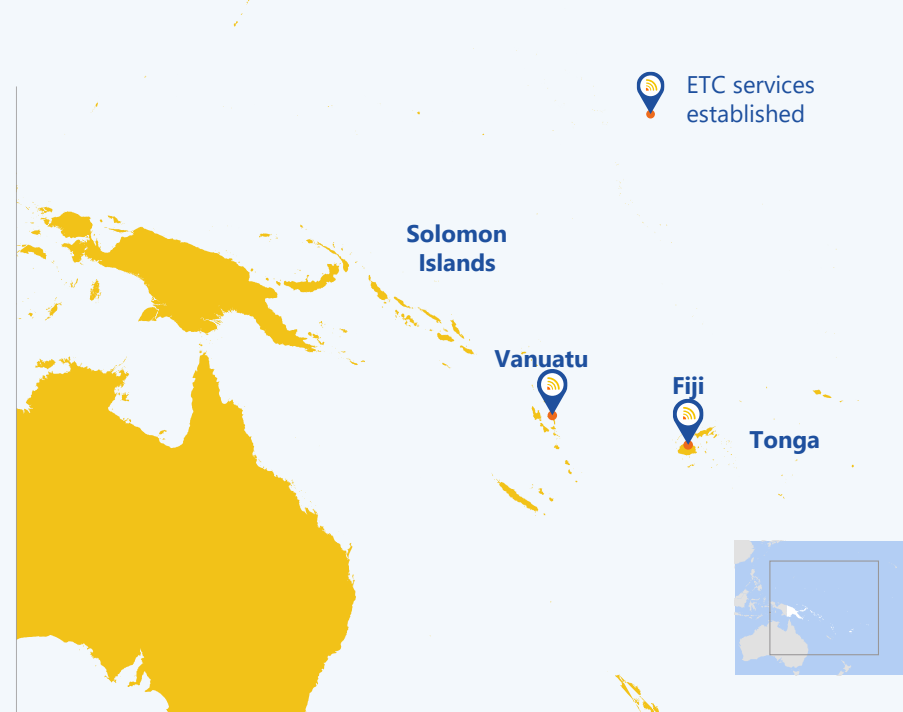 ETC services
established
Solomon
Islands
Vanuatu
Fiji
Tonga